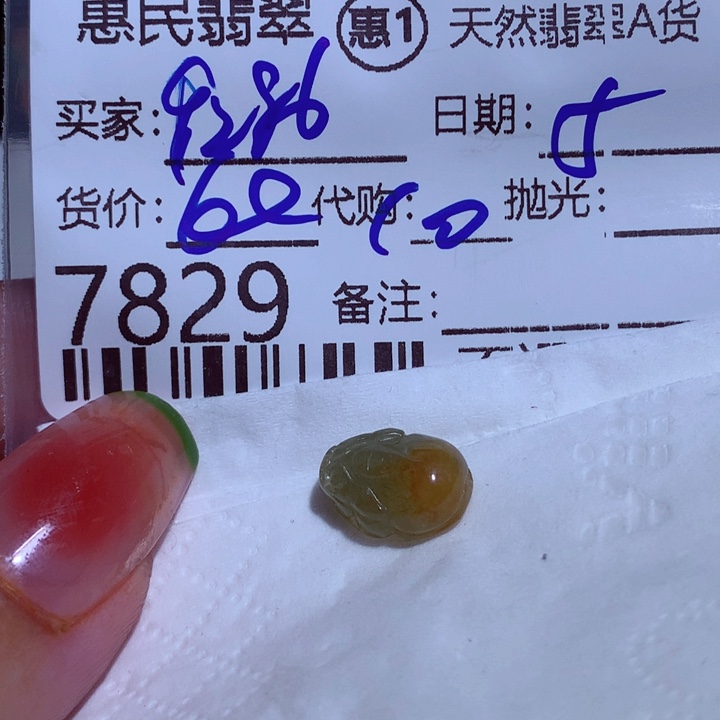 惠民翡翠 惠1 天然翡翠A货
买家: 9286 日期: 5
货价: 60 代购: 10 抛光:
7829 备注: